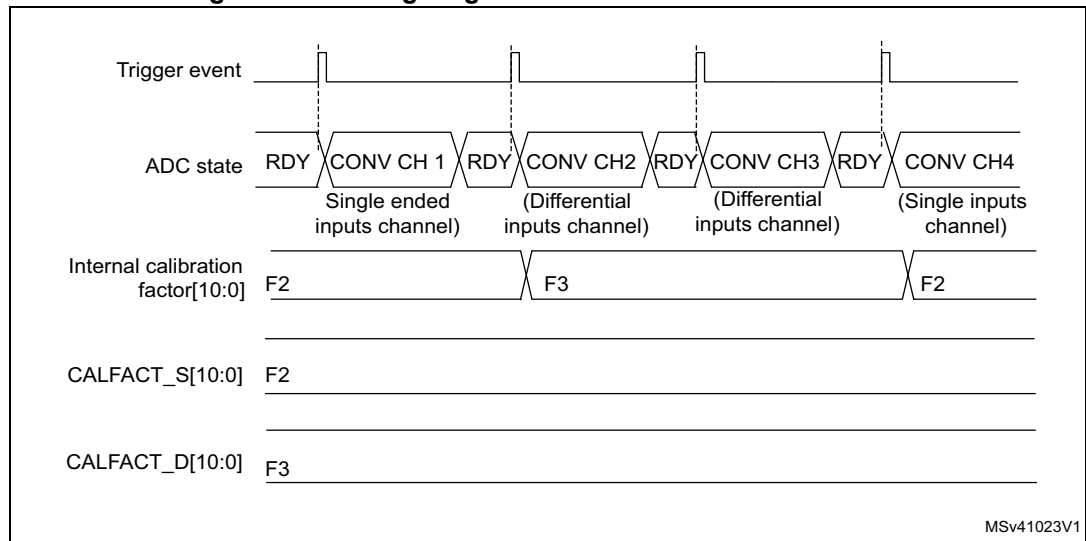 Trigger event
ADC state RDY CONV CH 1 RDY CONV CH2 RDY CONV CH3 RDY CONV CH4
Single ended inputs channel) (Differential inputs channel) (Differential inputs channel) (Single inputs channel)
Internal calibration factor[10:0] F2 F3 F2
CALFACT_S[10:0] F2
CALFACT_D[10:0] F3
MSv41023V1